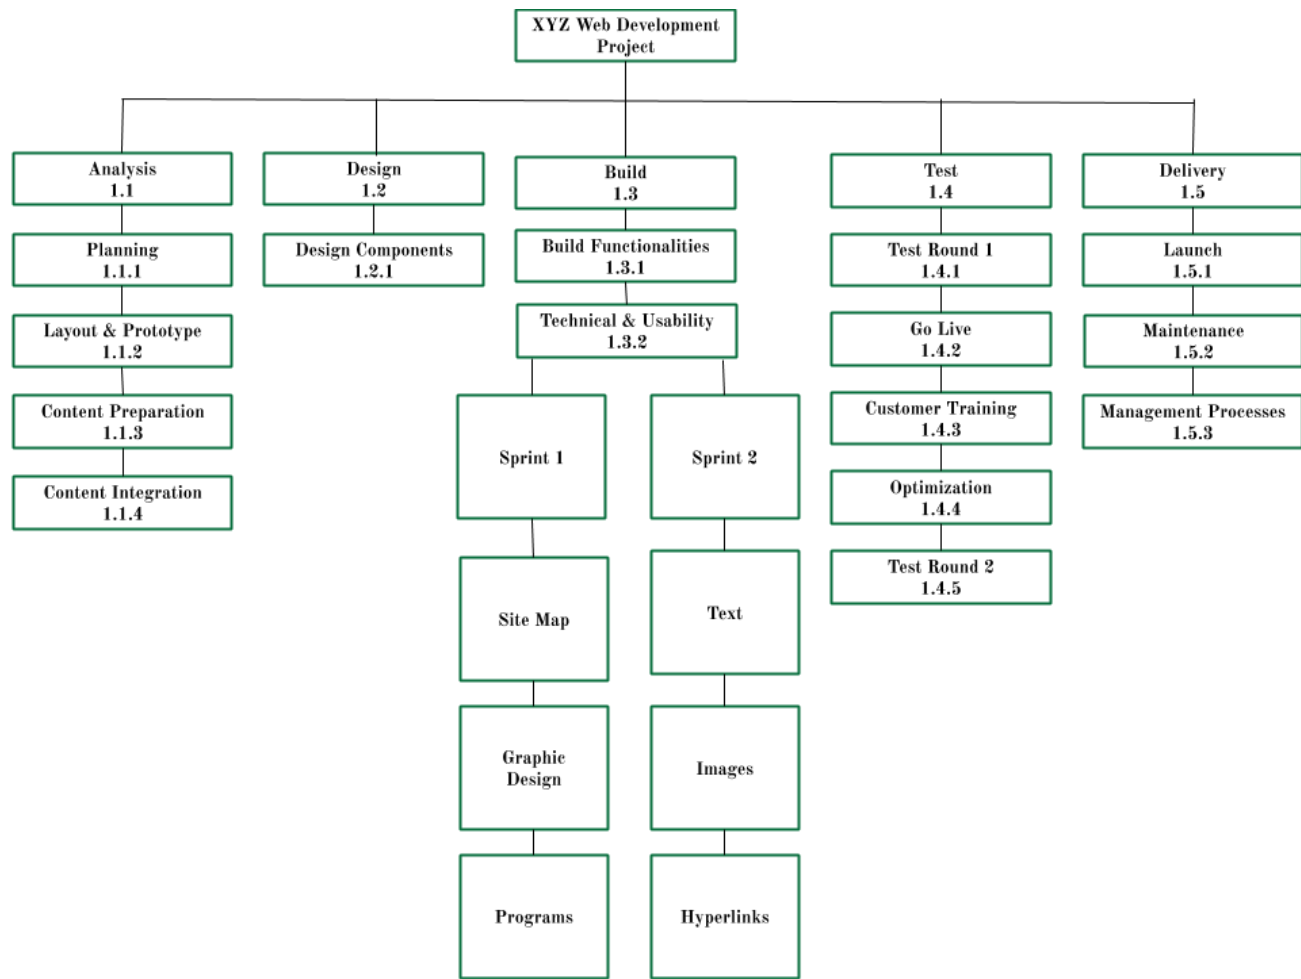 XYZ Web Development
Project
Analysis
1.1
Planning
1.1.1
Layout & Prototype
1.1.2
Content Preparation
1.1.3
Content Integration
1.1.4
Design
1.2
Design Components
1.2.1
Build
1.3
Build Functionalities
1.3.1
Technical & Usability
1.3.2
Sprint 1
Site Map
Graphic
Design
Programs
Sprint 2
Text
Images
Hyperlinks
Test
1.4
Test Round 1
1.4.1
Go Live
1.4.2
Customer Training
1.4.3
Optimization
1.4.4
Test Round 2
1.4.5
Delivery
1.5
Launch
1.5.1
Maintenance
1.5.2
Management Processes
1.5.3